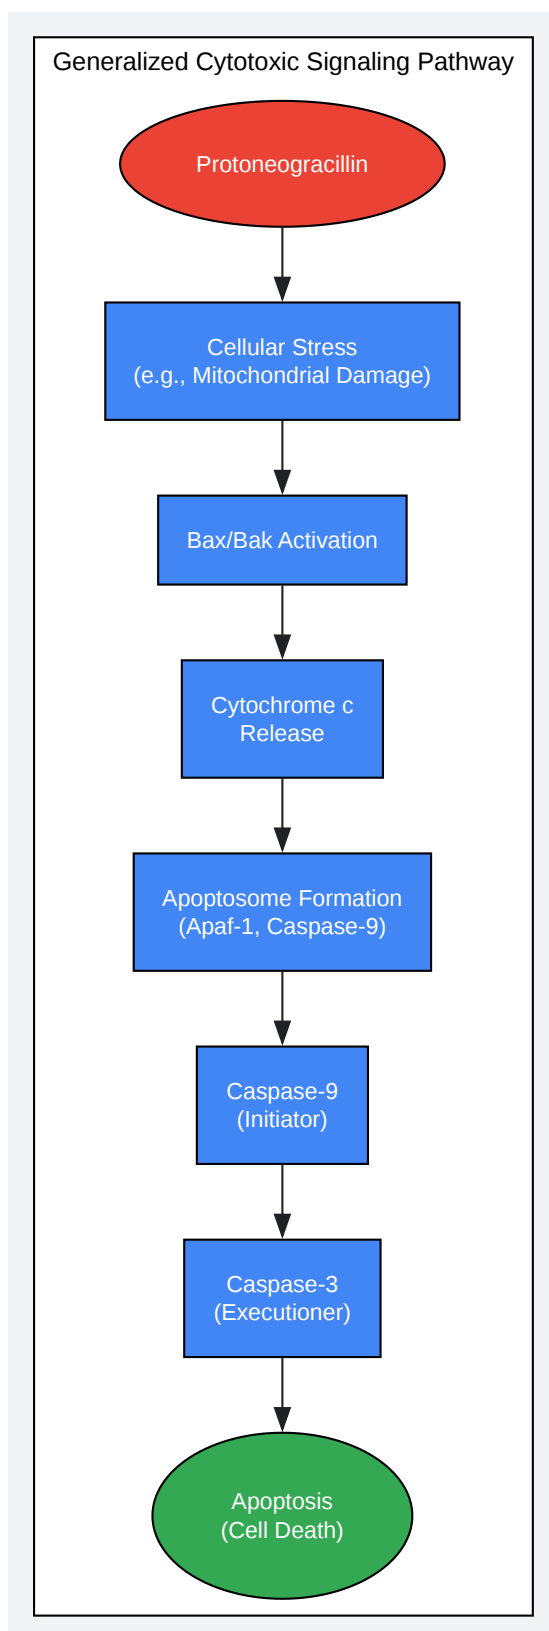 Generalized Cytotoxic Signaling Pathway
Protoneogracillin
Cellular Stress
(e.g., Mitochondrial Damage)
Bax/Bak Activation
Cytochrome c
Release
Apoptosome Formation
(Apaf-1, Caspase-9)
Caspase-9
(Initiator)
Caspase-3
(Executioner)
Apoptosis
(Cell Death)